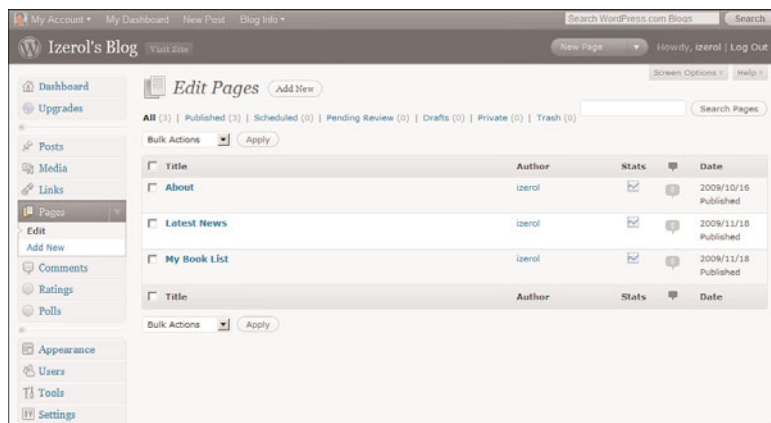 My Account My Dashboard New Post Blog Info Search WordPress.com Blogs Search
Izerol's Blog Visit Site New Page Howdy, izerol | Log Out
Screen Options Help
Dashboard
Upgrades
Posts
Media
Links
Pages
Edit
Add New
Comments
Ratings
Polls
Appearance
Users
Tools
Settings
Edit Pages Add New
All (3) | Published (3) | Scheduled (0) | Pending Review (0) | Drafts (0) | Private (0) | Trash (0)
Search Pages
Bulk Actions Apply
Title Author Stats Date
About izerol 0 2009/10/16
Published
Latest News izerol 0 2009/11/18
Published
My Book List izerol 0 2009/11/18
Published
Title Author Stats Date
Bulk Actions Apply